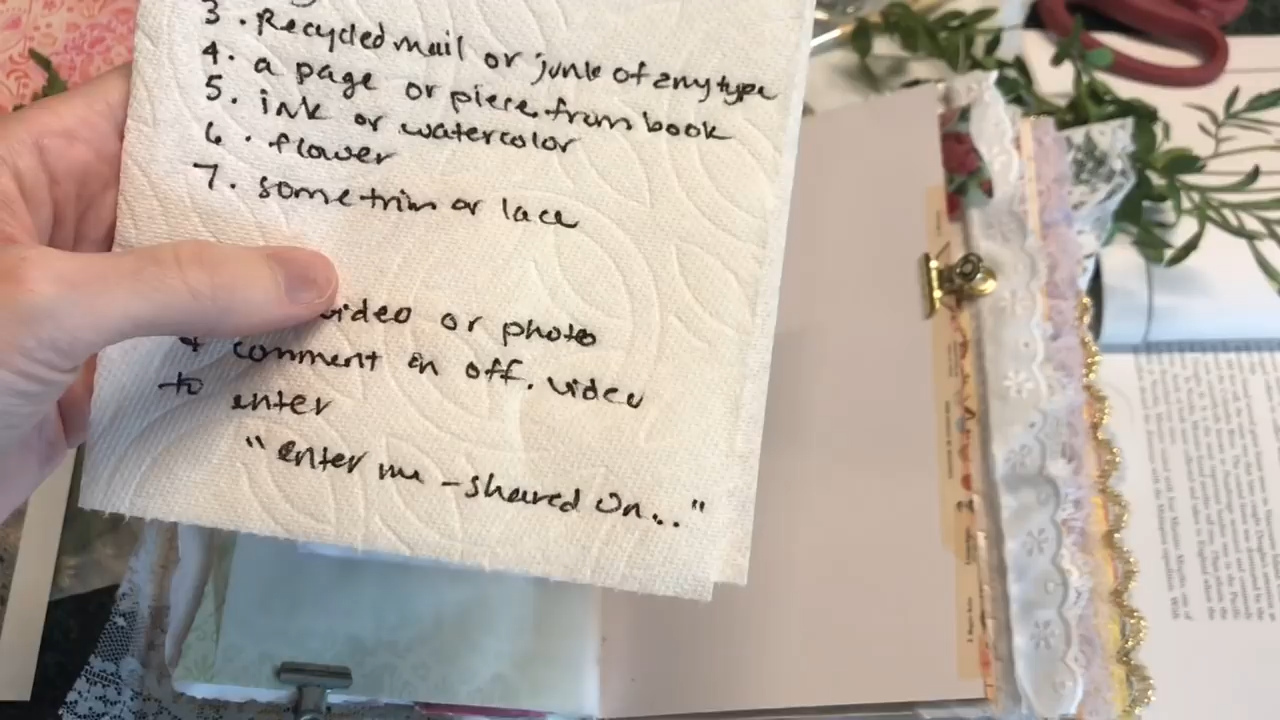 3. Recycled mail or junk of any type
4. a page or piece from book
5. ink or watercolor
6. flower
7. some trim or lace
video or photo
& comment on off. video
to enter
"enter me - shared on..."